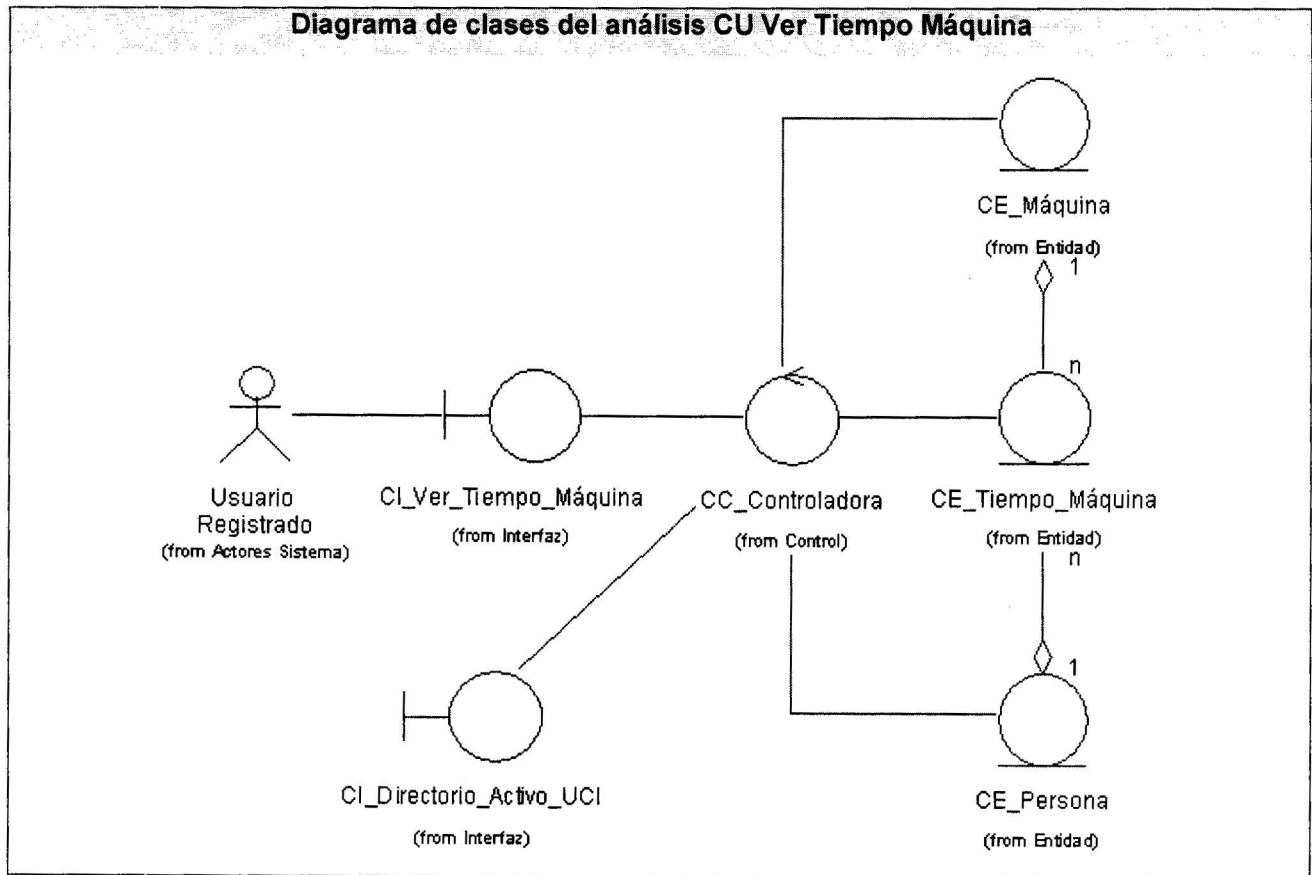 Diagrama de clases del análisis CU Ver Tiempo Máquina
CE_Máquina
(from Entidad)
1
n
Usuario
Registrado
(from Actores Sistema)
CI_Ver_Tiempo_Máquina
(from Interfaz)
CC_Controladora
(from Control)
CE_Tiempo_Máquina
(from Entidad)
n
1
CI_Directorio_Activo_UCI
(from Interfaz)
CE_Persona
(from Entidad)